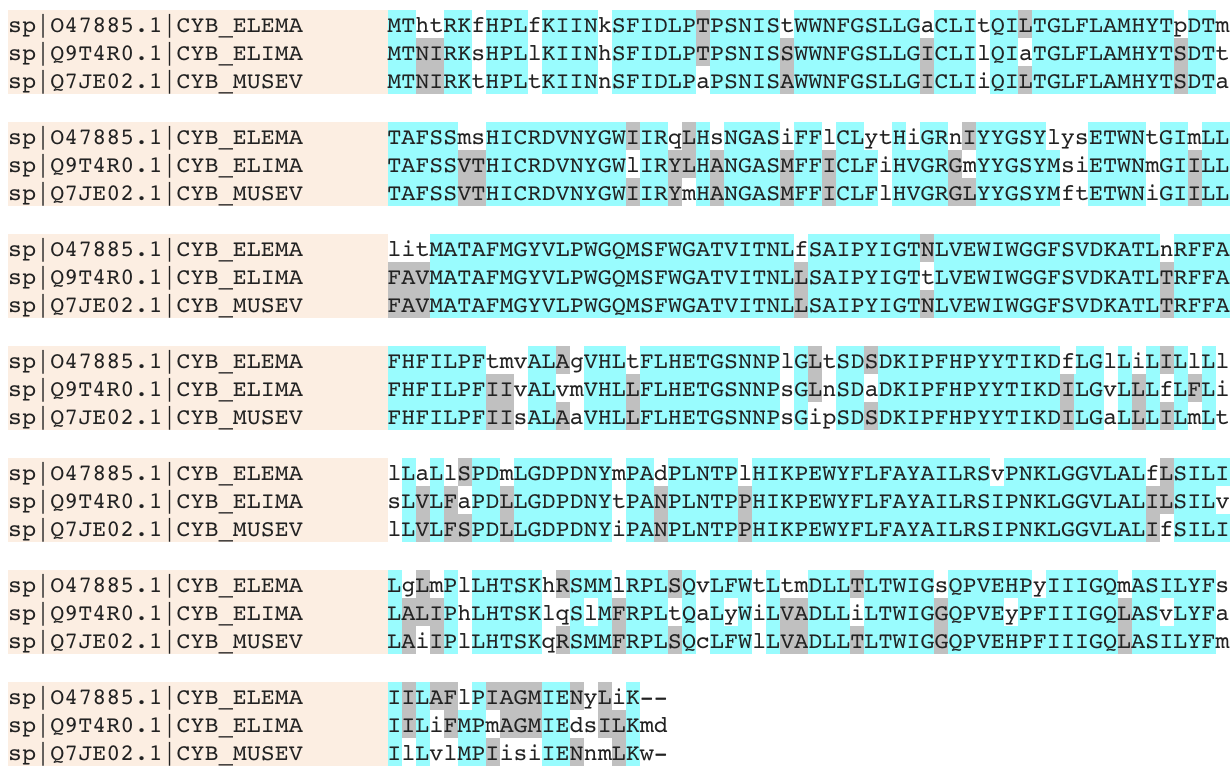 sp|O47885.1|CYB_ELEMA MThtRKfHPLfKIINkSFIDLPTPSNIStWWNFGSLLGaCLItQILTGLFLAMHYTpDTm
sp|Q9T4R0.1|CYB_ELIMA MTNIRKsHPLlKIINhSFIDLPTPSNISSWWNFGSLLGICLIlQIaTGLFLAMHYTSDTt
sp|Q7JE02.1|CYB_MUSEV MTNIRKtHPLtKIINnSFIDLPaPSNISAWWNFGSLLGICLIiQILTGLFLAMHYTSDTa
sp|O47885.1|CYB_ELEMA TAFSSmsHICRDVNYGWIIRqLHsNGASiFFlCLytHiGRnIYYGSYlysETWNtGImLL
sp|Q9T4R0.1|CYB_ELIMA TAFSSVTHICRDVNYGWlIRYLHANGASMFFICLFiHVGRGmYYGSYMsiETWNmGIILL
sp|Q7JE02.1|CYB_MUSEV TAFSSVTHICRDVNYGWIIRYmHANGASMFFICLFlHVGRGLYYGSYMftETWNiGIILL
sp|O47885.1|CYB_ELEMA litMATAFMGYVLPWGQMSFWGATVITNLfSAIPYIGTNLVEWIWGGFSVDKATLnRFFA
sp|Q9T4R0.1|CYB_ELIMA FAVMATAFMGYVLPWGQMSFWGATVITNLLSAIPYIGTtLVEWIWGGFSVDKATLTRFFA
sp|Q7JE02.1|CYB_MUSEV FAVMATAFMGYVLPWGQMSFWGATVITNLLSAIPYIGTNLVEWIWGGFSVDKATLTRFFA
sp|O47885.1|CYB_ELEMA FHFILPFtmvALAgVHLtFLHETGSNNPlGLtSDSDKIPFHPYYTIKDfLGlLiLILlLl
sp|Q9T4R0.1|CYB_ELIMA FHFILPFIIvALvmVHLLFLHETGSNNPsGLnSDaDKIPFHPYYTIKDILGvLLLfLFLi
sp|Q7JE02.1|CYB_MUSEV FHFILPFIIsALAaVHLLFLHETGSNNPsGipSDSDKIPFHPYYTIKDILGaLLLILmLt
sp|O47885.1|CYB_ELEMA lLaLlSPDmLGDPDNYmPAdPLNTPlHIKPEWYFLFAYAILRSvPNKLGGVLALfLSILI
sp|Q9T4R0.1|CYB_ELIMA sLVLFaPDLLGDPDNYtPANPLNTPPHIKPEWYFLFAYAILRSIPNKLGGVLALILSILv
sp|Q7JE02.1|CYB_MUSEV lLVLFSPDLLGDPDNYiPANPLNTPPHIKPEWYFLFAYAILRSIPNKLGGVLALIfSILI
sp|O47885.1|CYB_ELEMA LgLmPlLHTSKhRSMMlRPLSQvLFWtLtmDLLTLTWIGsQPVEHPyIIIGQmASILYFs
sp|Q9T4R0.1|CYB_ELIMA LALIPhLHTSKlqSlMFRPLtQaLyWiLVADLLiLTWIGGQPVEyPFIIIGQLASvLYFa
sp|Q7JE02.1|CYB_MUSEV LAiIPlLHTSKqRSMMFRPLSQcLFWlLVADLLTLTWIGGQPVEHPFIIIGQLASILYFm
sp|O47885.1|CYB_ELEMA IILAFlPIAGMIENyLiK--
sp|Q9T4R0.1|CYB_ELIMA IILiFMPmAGMIEdsILKmd
sp|Q7JE02.1|CYB_MUSEV IlLvlMPIisiIENnmLKw-